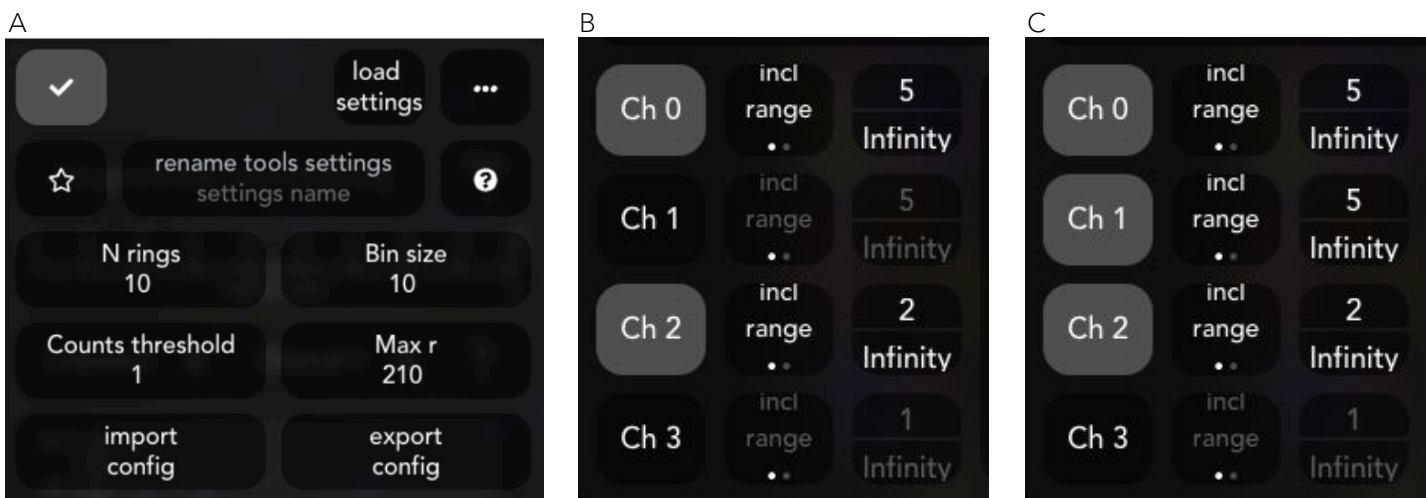 A
load
settings
rename tools settings
settings name
N rings
10
Bin size
10
Counts threshold
1
Max r
210
import
config
export
config
B
Ch 0
incl
range
5
Infinity
Ch 1
incl
range
5
Infinity
Ch 2
incl
range
2
Infinity
Ch 3
incl
range
1
Infinity
C
Ch 0
incl
range
5
Infinity
Ch 1
incl
range
5
Infinity
Ch 2
incl
range
2
Infinity
Ch 3
incl
range
1
Infinity